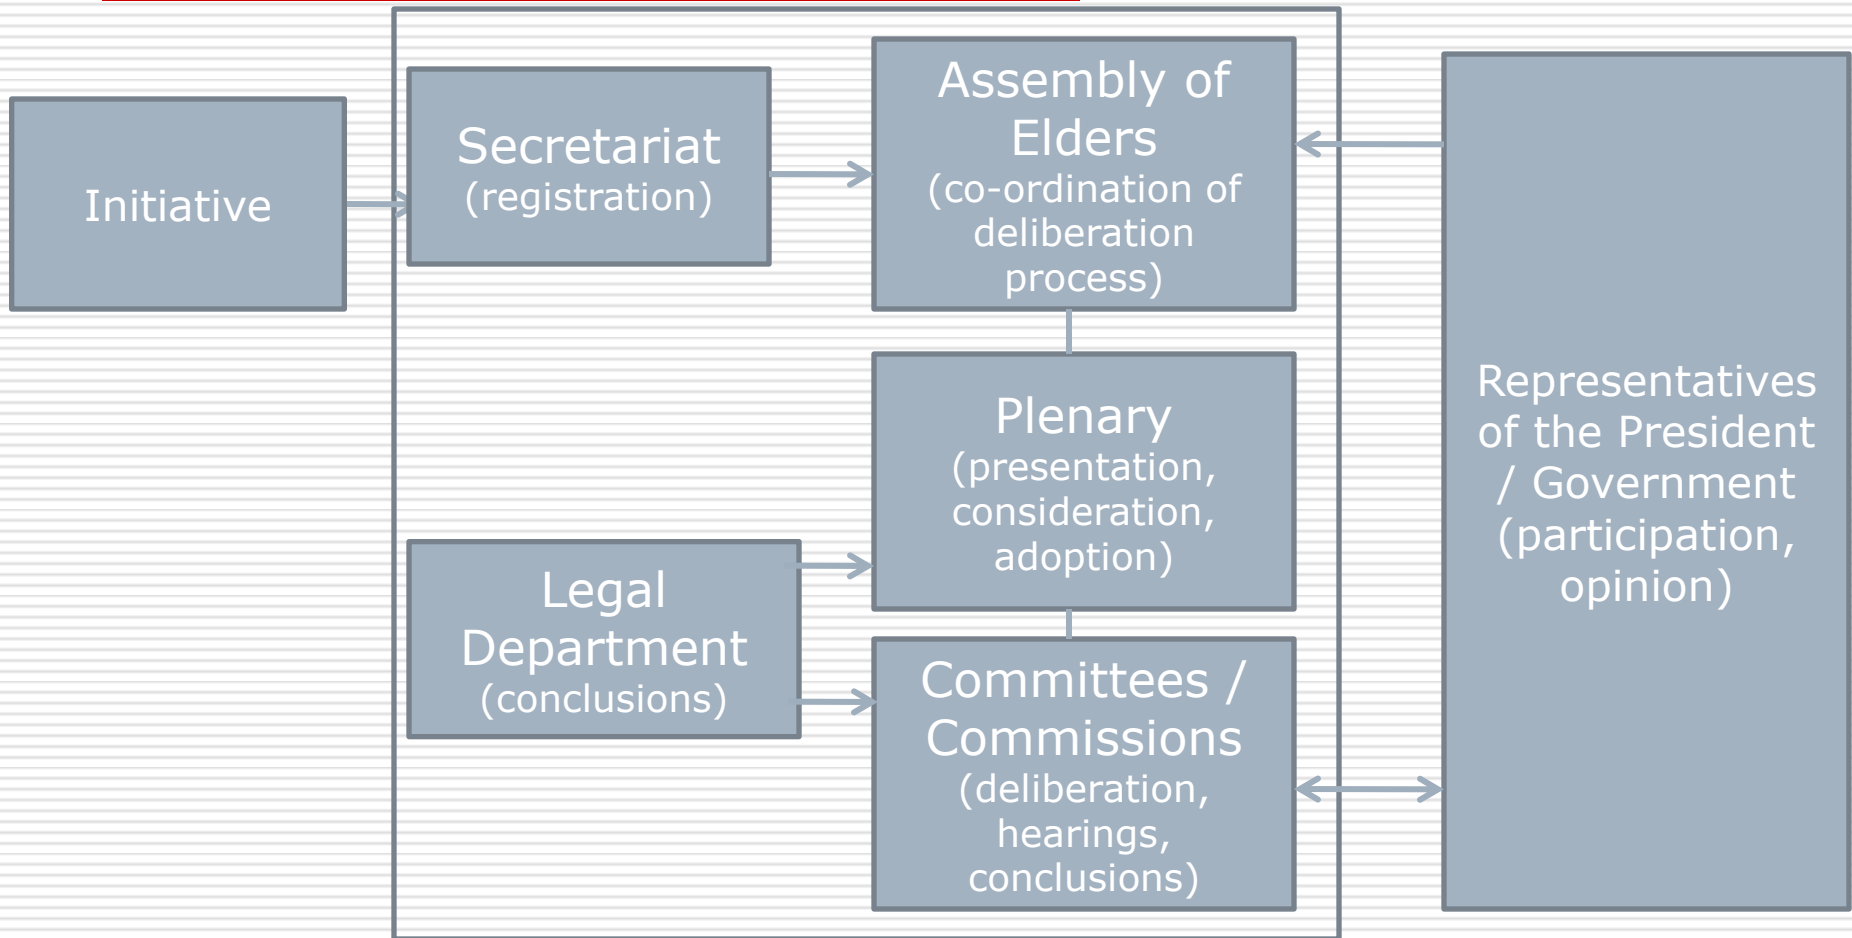 Initiative
Secretariat
(registration)
Assembly of
Elders
(co-ordination of
deliberation
process)
Plenary
(presentation,
consideration,
adoption)
Legal
Department
(conclusions)
Committees /
Commissions
(deliberation,
hearings,
conclusions)
Representatives
of the President
/ Government
(participation,
opinion)